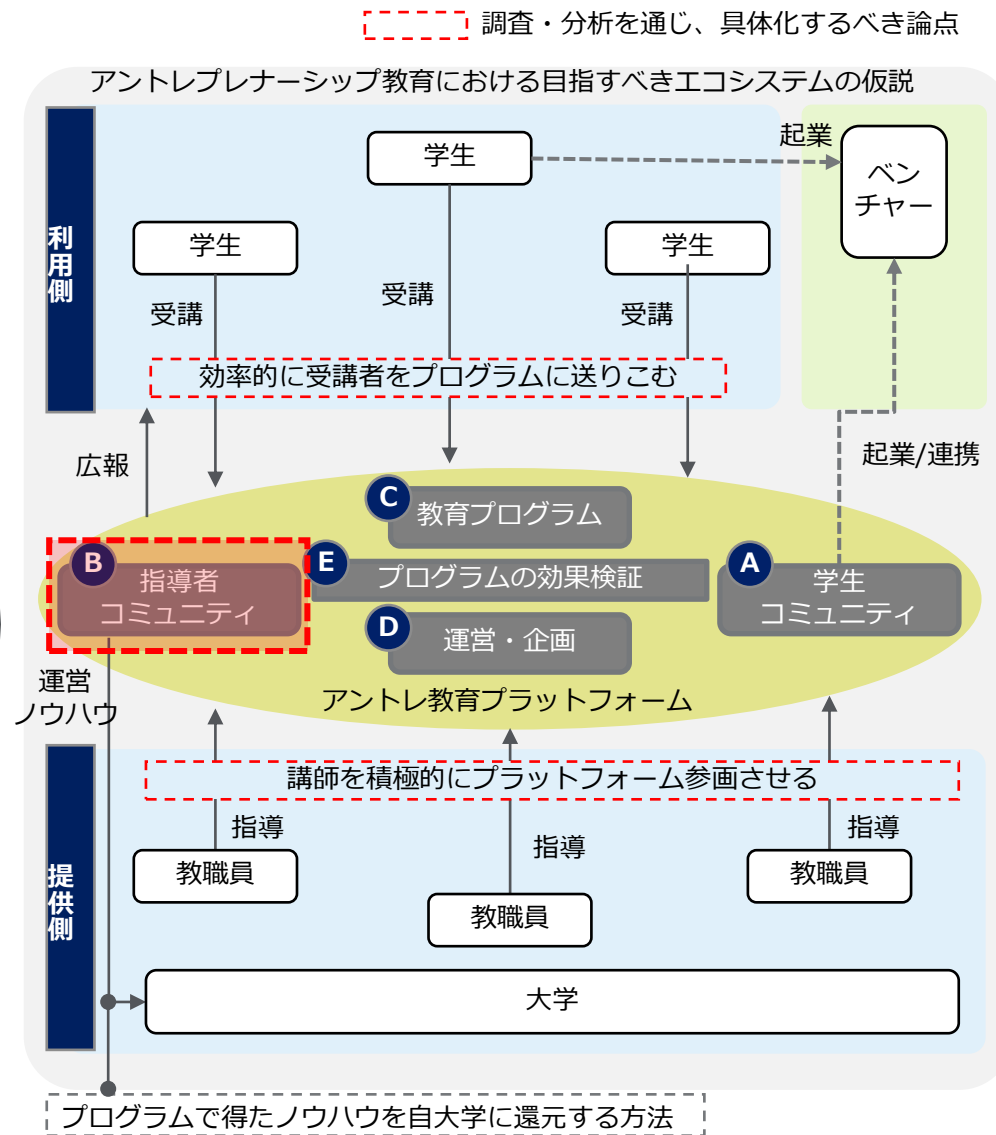 調査・分析を通じ、具体化するべき論点
アントレプレナーシップ教育における目指すべきエコシステムの仮説
利用側
学生
起業
ベン
チャー
学生
学生
受講
受講
受講
効率的に受講者をプログラムに送りこむ
広報
起業/連携
C
教育プログラム
B
指導者
コミュニティ
E
プログラムの効果検証
A
学生
コミュニティ
D
運営・企画
運営
ノウハウ
アントレ教育プラットフォーム
提供側
講師を積極的にプラットフォーム参画させる
指導
指導
指導
教職員
教職員
教職員
大学
プログラムで得たノウハウを自大学に還元する方法